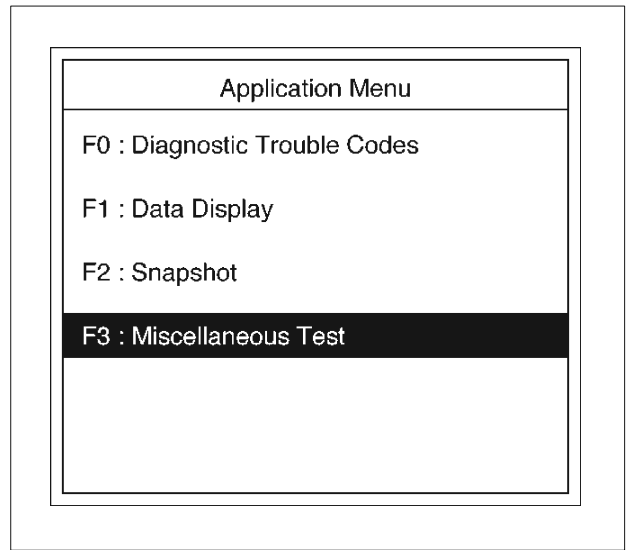 Application Menu
F0 : Diagnostic Trouble Codes
F1 : Data Display
F2 : Snapshot
F3 : Miscellaneous Test